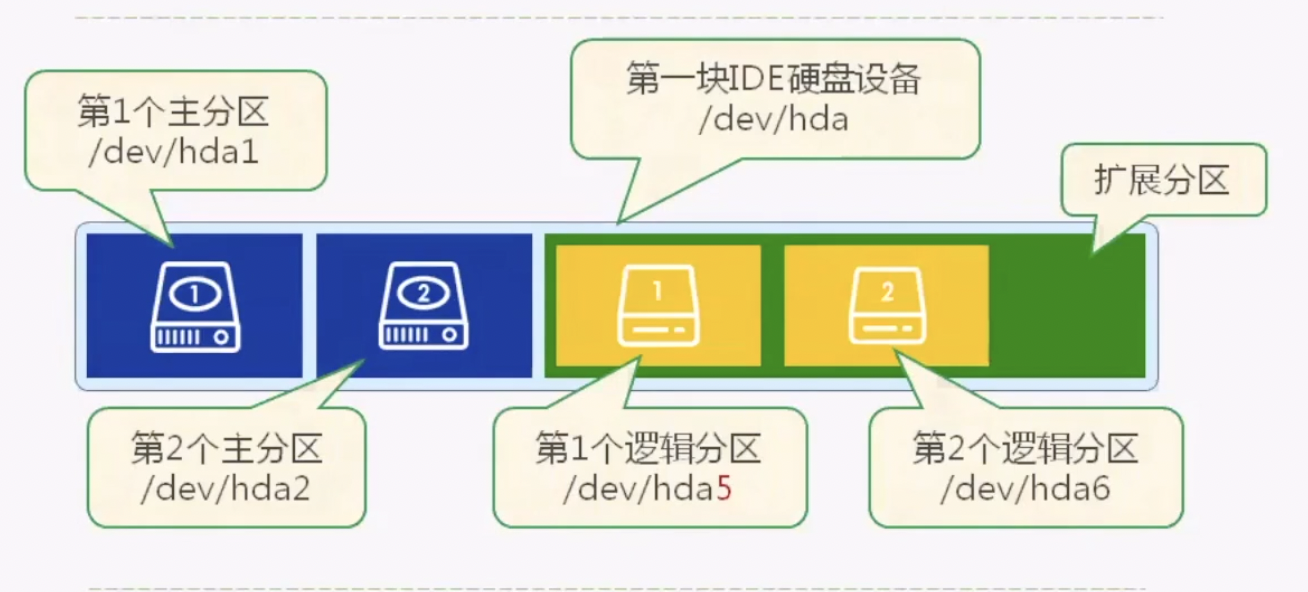 第一块IDE硬盘设备
/dev/hda
第1个主分区
/dev/hda1
扩展分区
1
2
1
2
第2个主分区
/dev/hda2
第1个逻辑分区
/dev/hda5
第2个逻辑分区
/dev/hda6